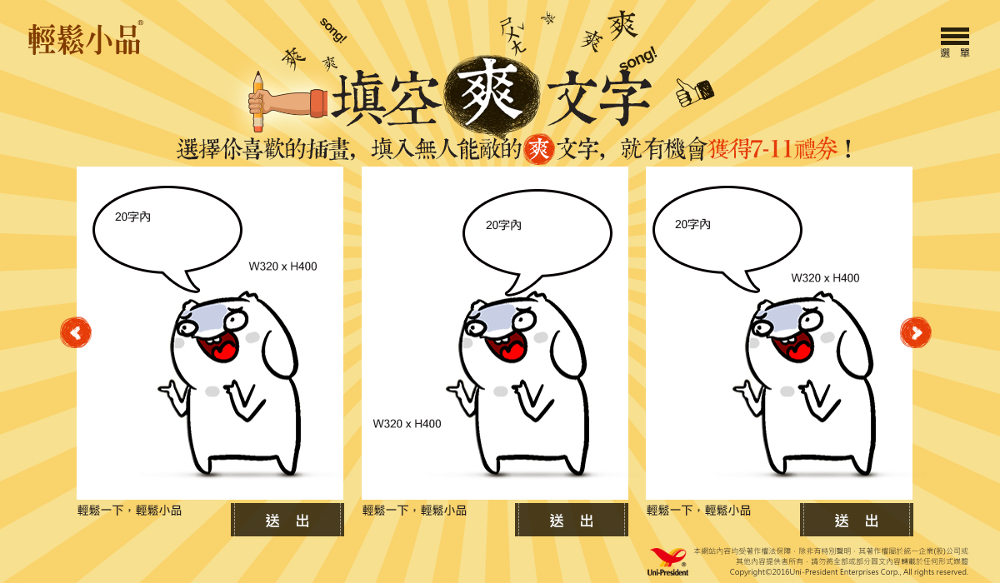 輕鬆小品®
song!
爽
爽
ㄕㄨㄤ
爽
爽
爽
song!
選 單
填空爽文字
選擇你喜歡的插畫，填入無人能敵的爽文字，就有機會獲得7-11禮券！
20字內
W320 x H400
20字內
W320 x H400
20字內
W320 x H400
輕鬆一下，輕鬆小品
送 出
輕鬆一下，輕鬆小品
送 出
輕鬆一下，輕鬆小品
送 出
Uni-President
本網站內容均受著作權法保障，除非有特別聲明，其著作權屬於統一企業(股)公司或
其他內容提供者所有，請勿將全部或部分圖文內容轉載於任何形式媒體
Copyright©2016Uni-President Enterprises Corp., All rights reserved.